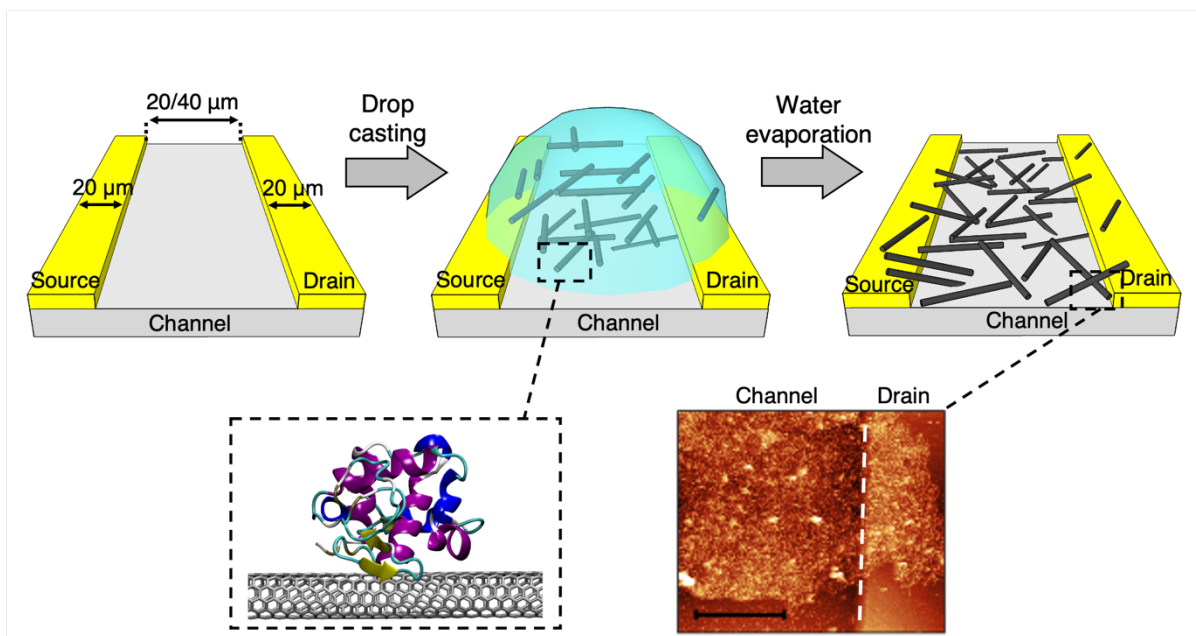 20/40 µm
Drop
casting
Water
evaporation
20 µm
20 µm
Source
Drain
Channel
Source
Drain
Channel
Source
Drain
Channel
Channel
Drain